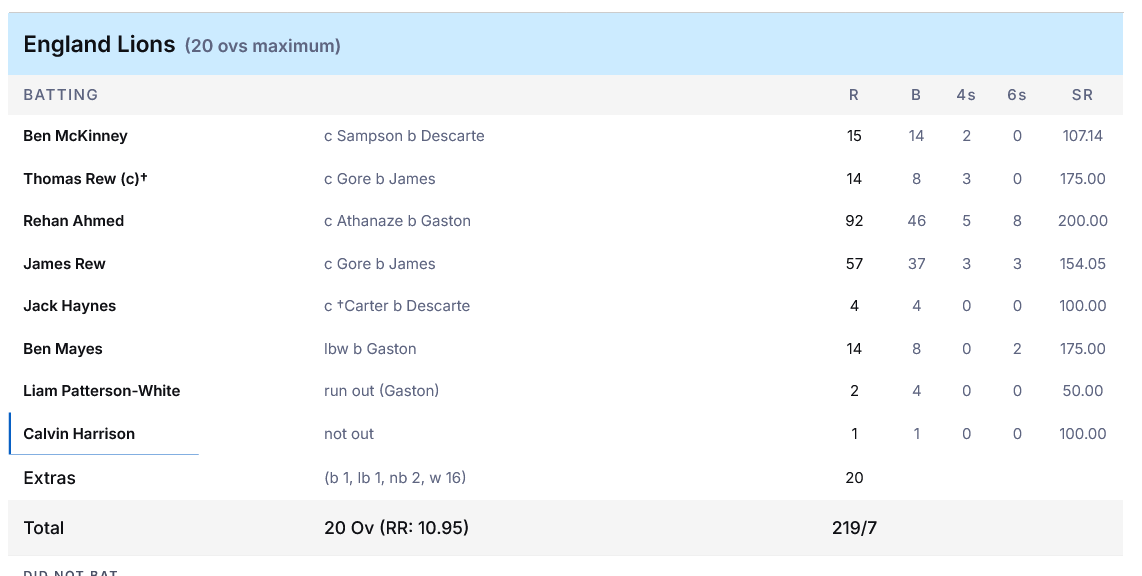 England Lions (20 ovs maximum)
BATTING R B 4s 6s SR
Ben McKinney c Sampson b Descarte 15 14 2 0 107.14
Thomas Rew (c)† c Gore b James 14 8 3 0 175.00
Rehan Ahmed c Athanaze b Gaston 92 46 5 8 200.00
James Rew c Gore b James 57 37 3 3 154.05
Jack Haynes c †Carter b Descarte 4 4 0 0 100.00
Ben Mayes lbw b Gaston 14 8 0 2 175.00
Liam Patterson-White run out (Gaston) 2 4 0 0 50.00
Calvin Harrison not out 1 1 0 0 100.00
Extras (b 1, lb 1, nb 2, w 16) 20
Total 20 Ov (RR: 10.95) 219/7
DID NOT BAT